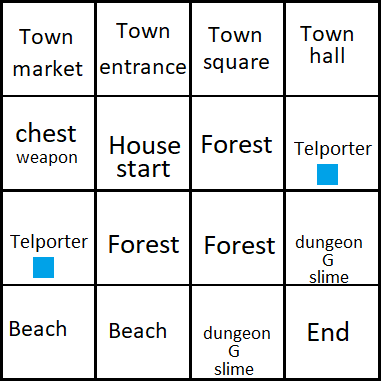 Town
market
Town
entrance
Town
square
Town
hall
chest
weapon
House
start
Forest
Telporter
Telporter
Forest
Forest
dungeon
G
slime
Beach
Beach
dungeon
G
slime
End